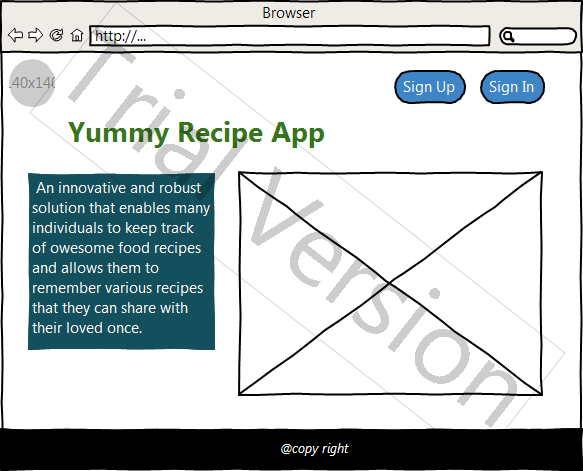 Browser
http://...
140x140
Sign Up
Sign In
Yummy Recipe App
An innovative and robust
solution that enables many
individuals to keep track
of owesome food recipes
and allows them to
remember various recipes
that they can share with
their loved once.
Trial Version
@copy right